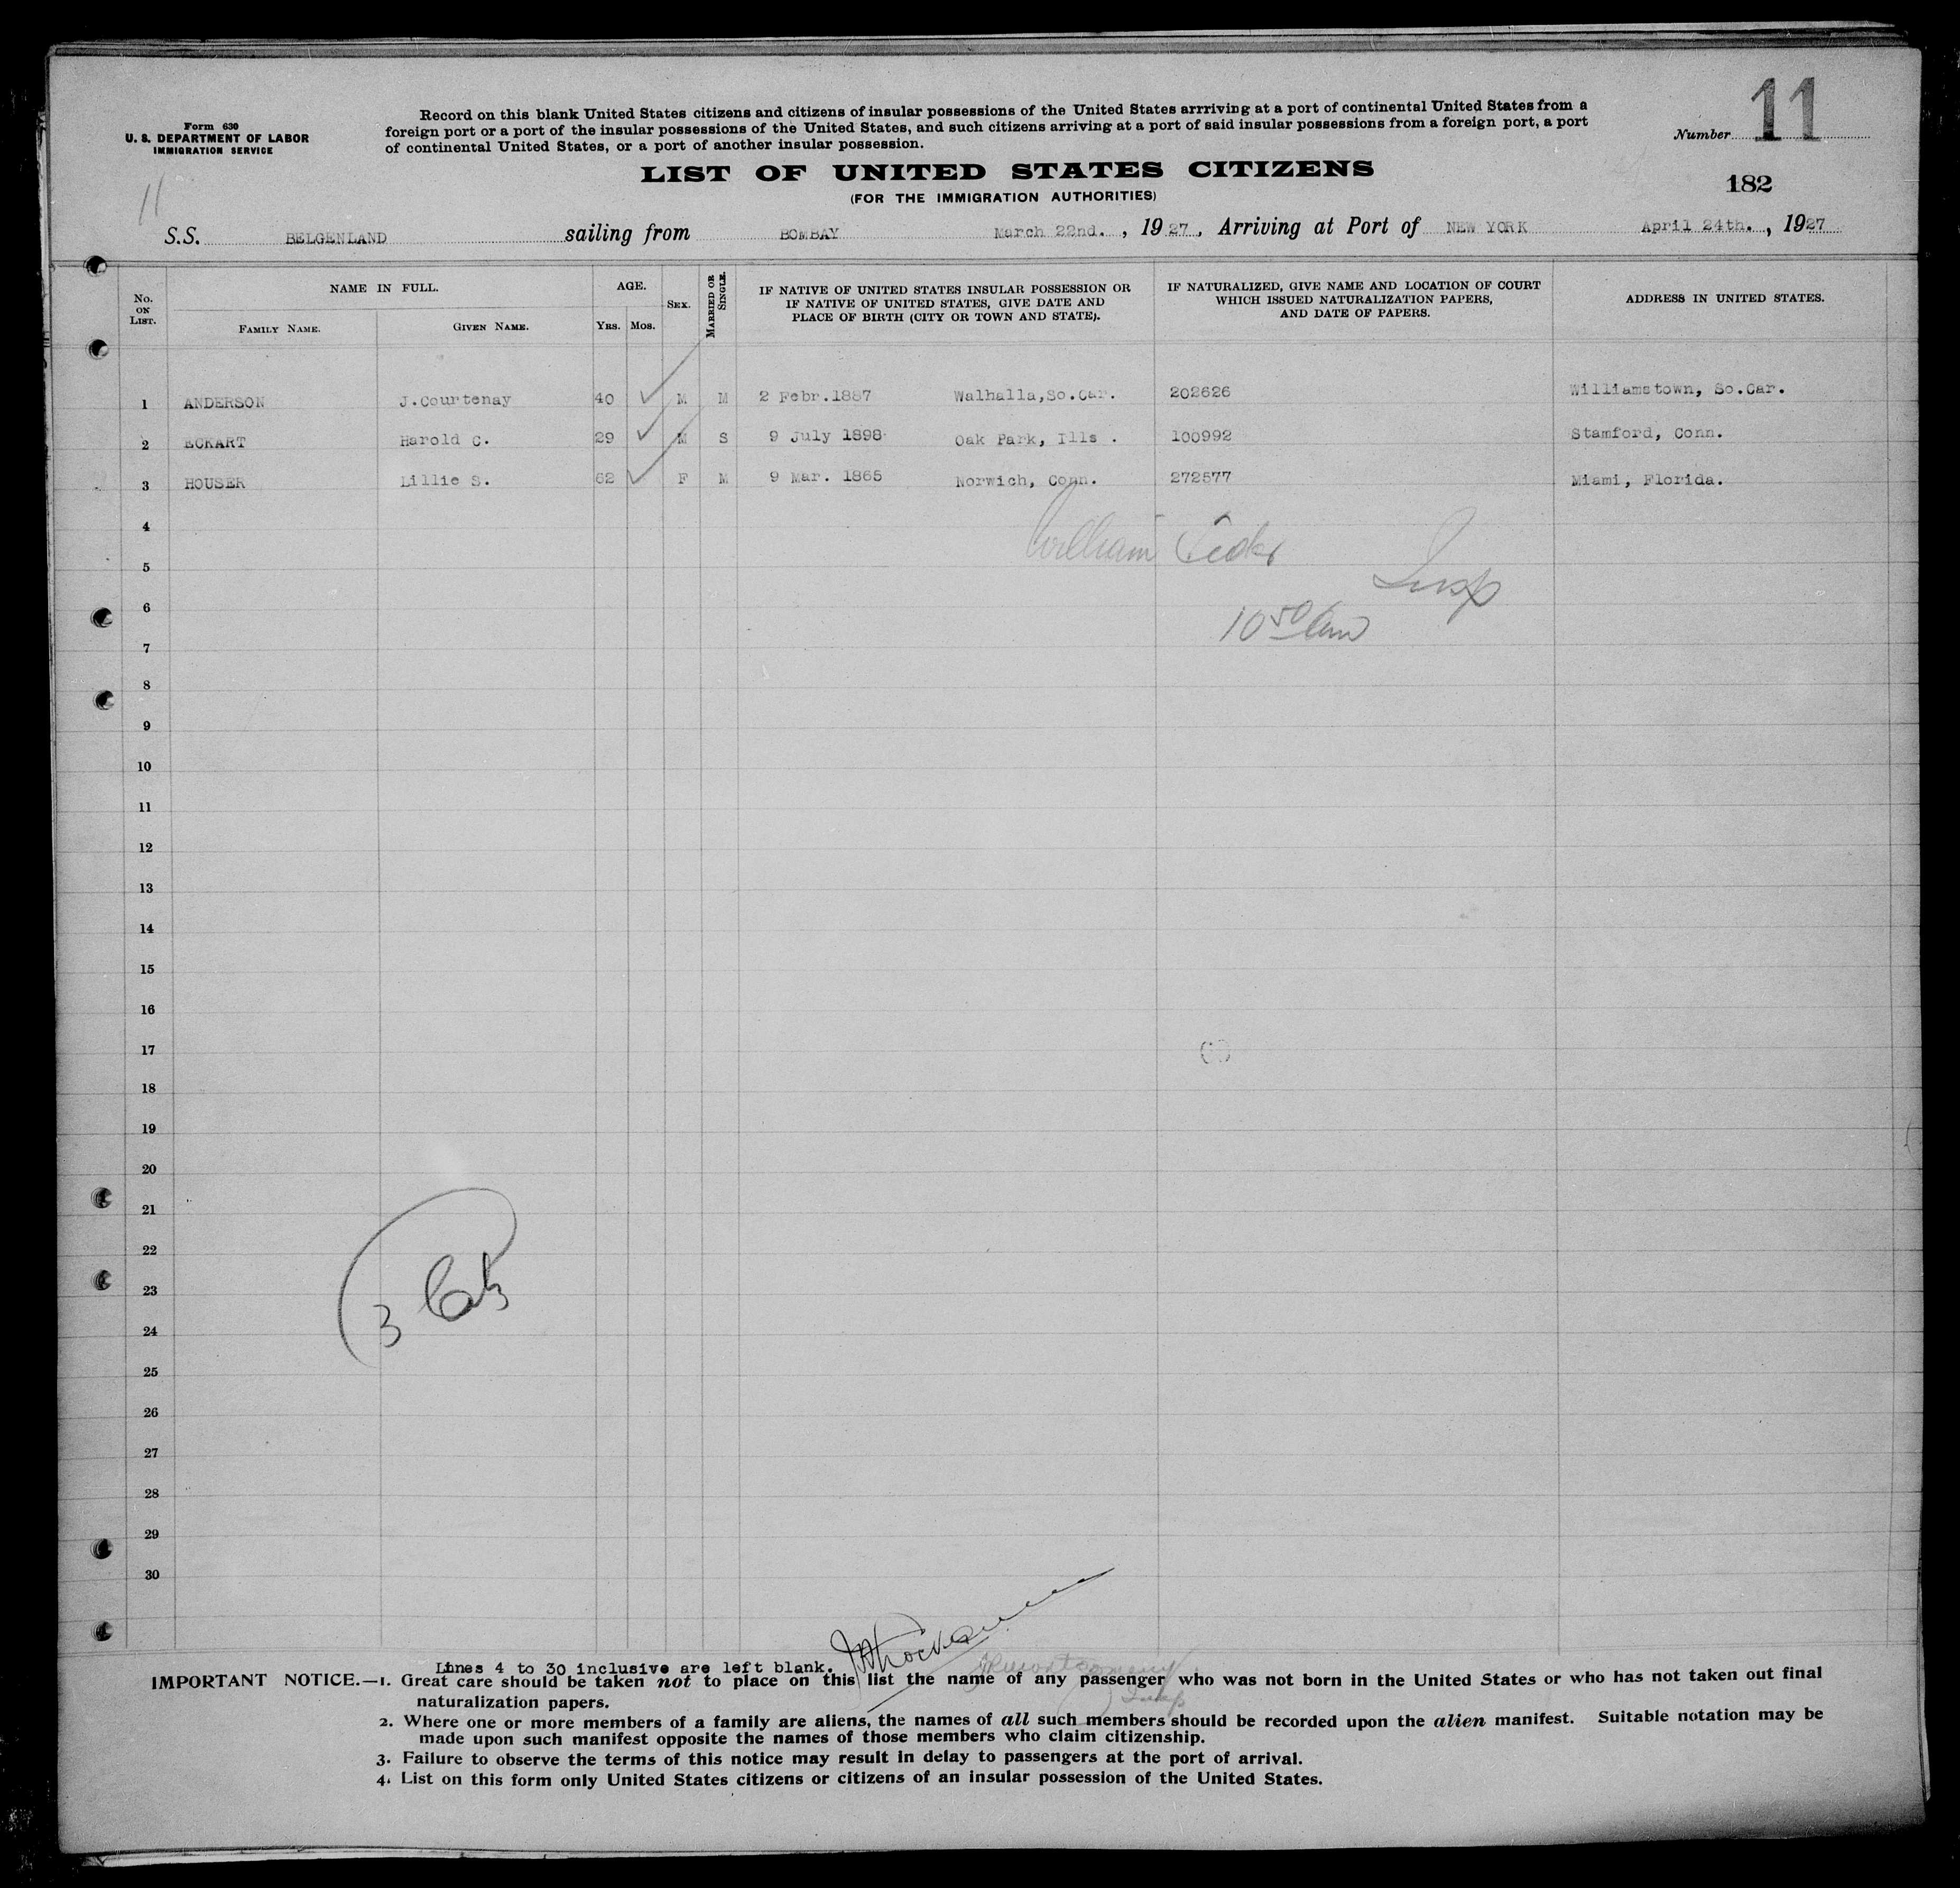 11
Record on this blank United States citizens and citizens of insular possessions of the United States arrriving at a port of continental United States from a
foreign port or a port of the insular possessions of the United States, and such citizens arriving at a port of said insular possessions from a foreign port, a port
of continental United States, or a port of another insular possession.
Form 630
U. S. DEPARTMENT OF LABOR
IMMIGRATION SERVICE
Number
LIST OF UNITED STATES CITIZENS
(FOR THE IMMIGRATION AUTHORITIES)
182
11
S.S. BELGENLAND sailing from BOMBAY March 22nd., 1927, Arriving at Port of NEW YORK April 24th., 1927
No. ON LIST.
NAME IN FULL.
FAMILY NAME. GIVEN NAME.
AGE.
YRS. MOS.
SEX.
MARRIED OR SINGLE.
IF NATIVE OF UNITED STATES INSULAR POSSESSION OR
IF NATIVE OF UNITED STATES, GIVE DATE AND
PLACE OF BIRTH (CITY OR TOWN AND STATE).
IF NATURALIZED, GIVE NAME AND LOCATION OF COURT
WHICH ISSUED NATURALIZATION PAPERS,
AND DATE OF PAPERS.
ADDRESS IN UNITED STATES.
1 ANDERSON J.Courtenay 40 ✓ M M 2 Febr.1887 Walhalla,So.Car. 202626 Williamstown, So.Car.
2 ECKART Harold C. 29 ✓ M S 9 July 1898 Oak Park, Ills . 100992 Stamford, Conn.
3 HOUSER Lillie S. 62 ✓ F M 9 Mar. 1865 Norwich, Conn. 272577 Miami, Florida.
4
William
5
Insp
6
10 50 am
7
8
9
10
11
12
13
14
15
16
17
18
19
20
21
22
23
3
24
25
26
27
28
29
30
Lines 4 to 30 inclusive are left blank.
IMPORTANT NOTICE.—1. Great care should be taken not to place on this list the name of any passenger who was not born in the United States or who has not taken out final
naturalization papers.
Insp
2. Where one or more members of a family are aliens, the names of all such members should be recorded upon the alien manifest. Suitable notation may be
made upon such manifest opposite the names of those members who claim citizenship.
3. Failure to observe the terms of this notice may result in delay to passengers at the port of arrival.
4. List on this form only United States citizens or citizens of an insular possession of the United States.